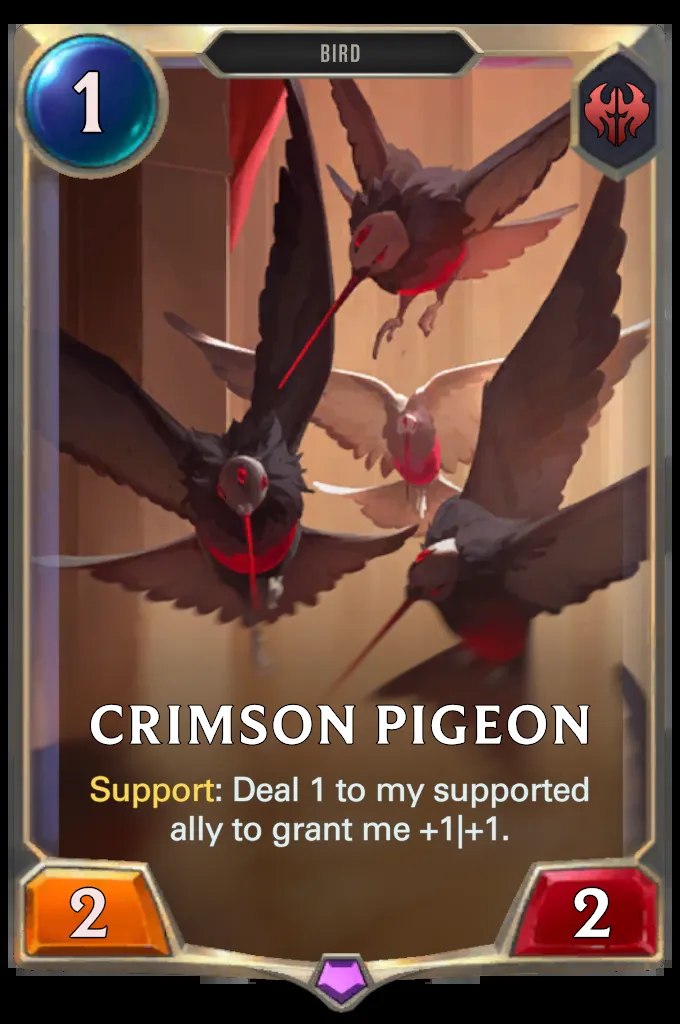 BIRD
1
CRIMSON PIGEON
Support: Deal 1 to my supported
ally to grant me +1|+1.
2
2